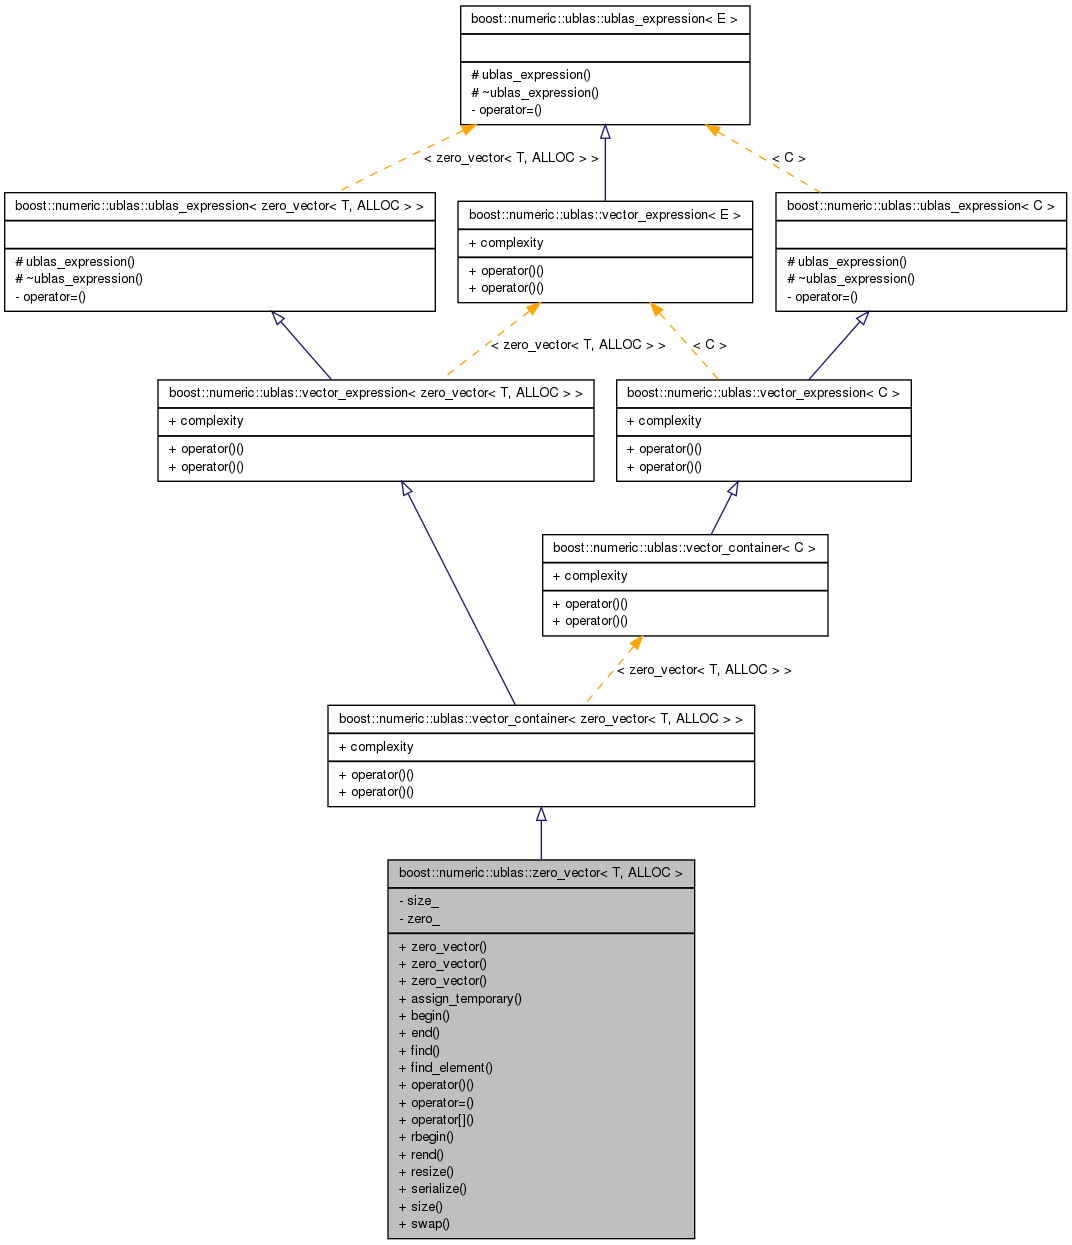 boost::numeric::ublas::ublas_expression< E >
# ublas_expression()
# ~ublas_expression()
- operator=()
< zero_vector< T, ALLOC > >
< C >
boost::numeric::ublas::ublas_expression< zero_vector< T, ALLOC > >
# ublas_expression()
# ~ublas_expression()
- operator=()
boost::numeric::ublas::vector_expression< E >
+ complexity
+ operator()()
+ operator()()
boost::numeric::ublas::ublas_expression< C >
# ublas_expression()
# ~ublas_expression()
- operator=()
< zero_vector< T, ALLOC > >
< C >
boost::numeric::ublas::vector_expression< zero_vector< T, ALLOC > >
+ complexity
+ operator()()
+ operator()()
boost::numeric::ublas::vector_expression< C >
+ complexity
+ operator()()
+ operator()()
boost::numeric::ublas::vector_container< C >
+ complexity
+ operator()()
+ operator()()
< zero_vector< T, ALLOC > >
boost::numeric::ublas::vector_container< zero_vector< T, ALLOC > >
+ complexity
+ operator()()
+ operator()()
boost::numeric::ublas::zero_vector< T, ALLOC >
- size_
- zero_
+ zero_vector()
+ zero_vector()
+ zero_vector()
+ assign_temporary()
+ begin()
+ end()
+ find()
+ find_element()
+ operator()()
+ operator=()
+ operator[]()
+ rbegin()
+ rend()
+ resize()
+ serialize()
+ size()
+ swap()